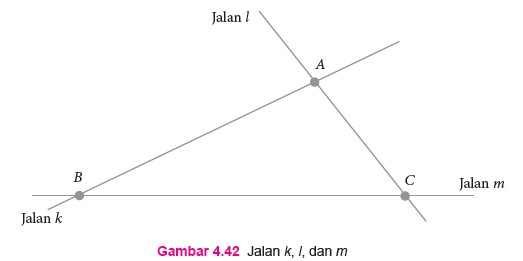 Jalan l
A
B
C
Jalan m
Jalan k
Gambar 4.42 Jalan k, l, dan m